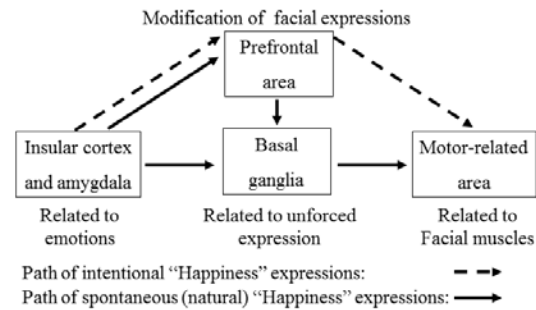 Modification of facial expressions
Prefrontal
area
Insular cortex
and amygdala
Basal
ganglia
Motor-related
area
Related to
emotions
Related to unforced
expression
Related to
Facial muscles
Path of intentional “Happiness” expressions:
Path of spontaneous (natural) “Happiness” expressions: